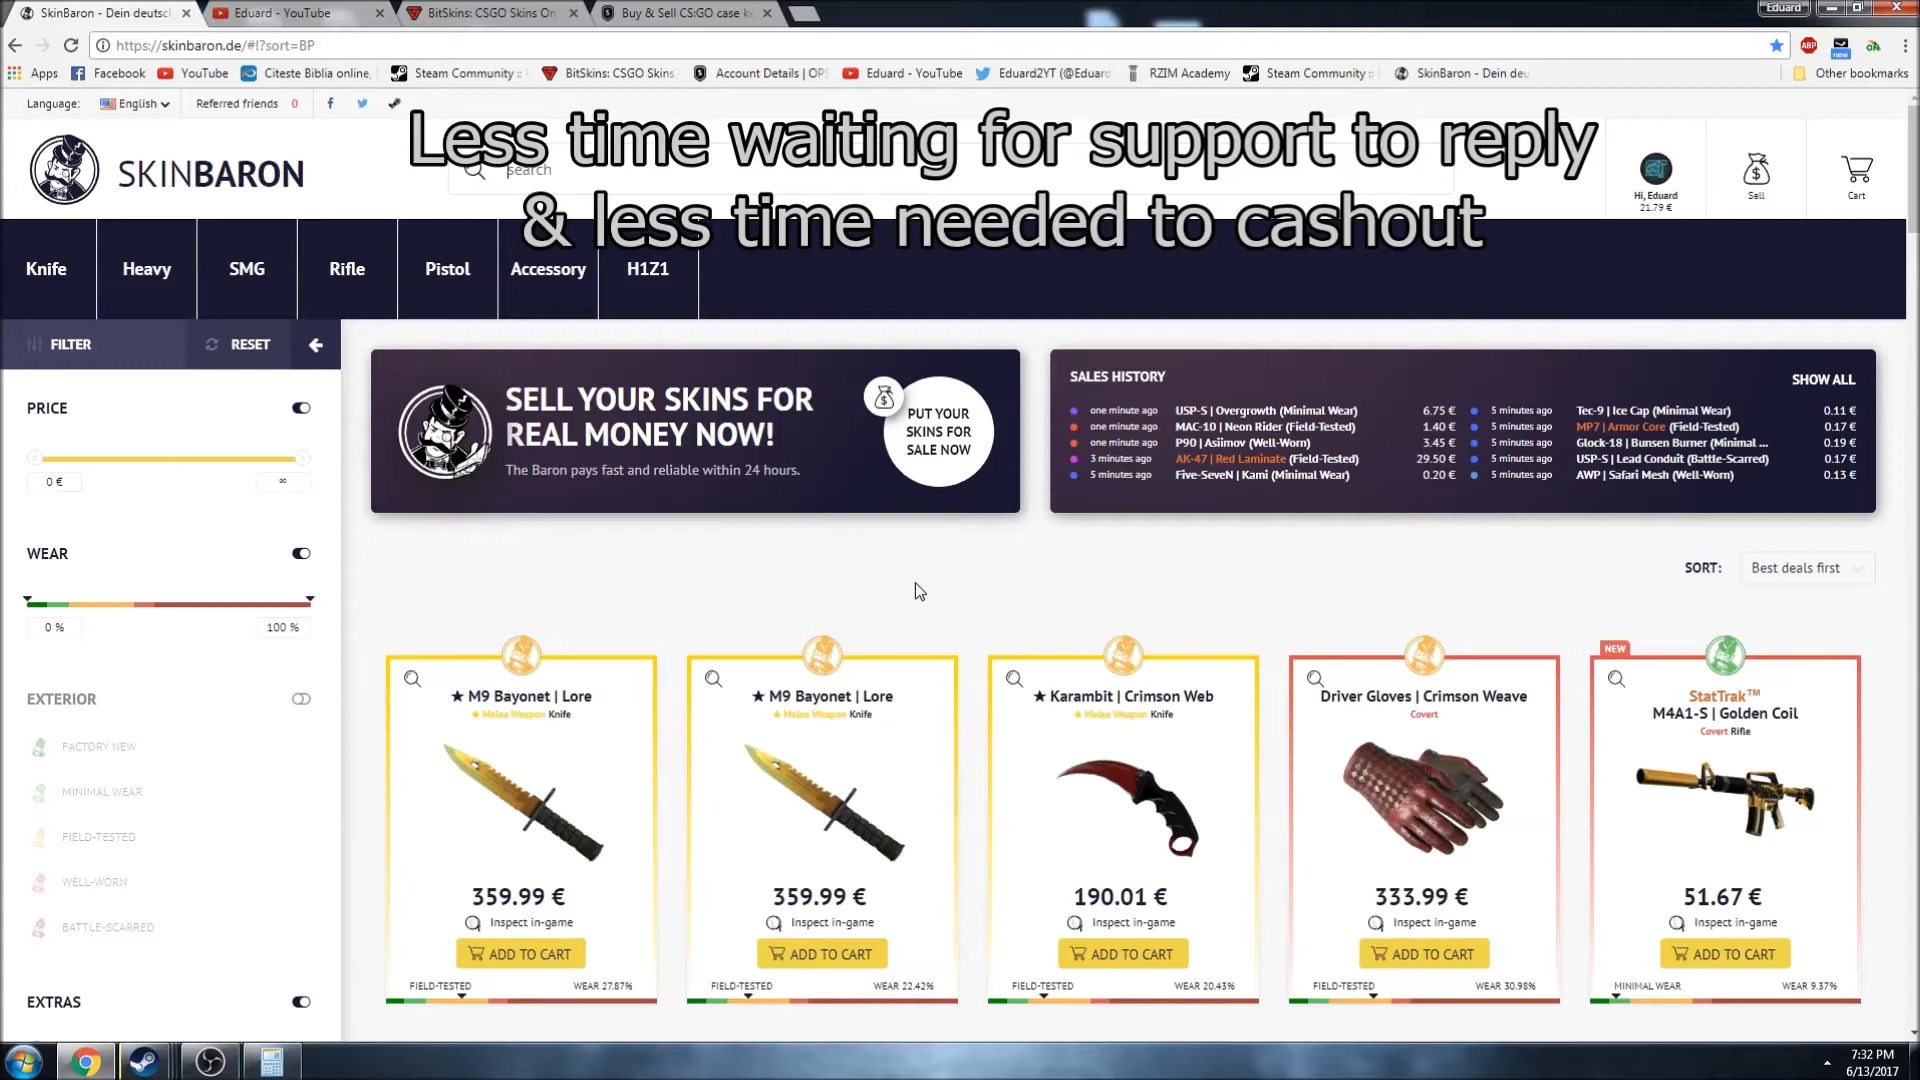 SkinBaron - Dein deutsc
Eduard - YouTube
BitSkins: CSGO Skins On
Buy & Sell CS:GO case k
Eduard
https://skinbaron.de/#!?sort=BP
ABP
new
Apps
Facebook
YouTube
Citeste Biblia online,
Steam Community ::
BitSkins: CSGO Skins
Account Details | OPS
Eduard - YouTube
Eduard2YT (@Eduard
RZIM Academy
Steam Community ::
SkinBaron - Dein deu
Other bookmarks
Language:
English
Referred friends 0
Less time waiting for support to reply
& less time needed to cashout
SKINBARON
Search
Hi, Eduard
21.79 €
Sell
Cart
Knife
Heavy
SMG
Rifle
Pistol
Accessory
H1Z1
FILTER
RESET
PRICE
0 €
∞
WEAR
0 %
100 %
EXTERIOR
FACTORY NEW
MINIMAL WEAR
FIELD-TESTED
WELL-WORN
BATTLE-SCARRED
EXTRAS
SELL YOUR SKINS FOR
REAL MONEY NOW!
The Baron pays fast and reliable within 24 hours.
PUT YOUR
SKINS FOR
SALE NOW
SALES HISTORY
SHOW ALL
one minute ago USP-S | Overgrowth (Minimal Wear) 6.75 €
one minute ago MAC-10 | Neon Rider (Field-Tested) 1.40 €
one minute ago P90 | Asiimov (Well-Worn) 3.45 €
3 minutes ago AK-47 | Red Laminate (Field-Tested) 29.50 €
5 minutes ago Five-SeveN | Kami (Minimal Wear) 0.20 €
5 minutes ago Tec-9 | Ice Cap (Minimal Wear) 0.11 €
5 minutes ago MP7 | Armor Core (Field-Tested) 0.17 €
5 minutes ago Glock-18 | Bunsen Burner (Minimal ... 0.19 €
5 minutes ago USP-S | Lead Conduit (Battle-Scarred) 0.17 €
5 minutes ago AWP | Safari Mesh (Well-Worn) 0.13 €
SORT:
Best deals first
★ M9 Bayonet | Lore
★ Melee Weapon Knife
359.99 €
Inspect in-game
ADD TO CART
FIELD-TESTED WEAR 27.87%
★ M9 Bayonet | Lore
★ Melee Weapon Knife
359.99 €
Inspect in-game
ADD TO CART
FIELD-TESTED WEAR 22.42%
★ Karambit | Crimson Web
★ Melee Weapon Knife
190.01 €
Inspect in-game
ADD TO CART
FIELD-TESTED WEAR 20.43%
Driver Gloves | Crimson Weave
Covert
333.99 €
Inspect in-game
ADD TO CART
FIELD-TESTED WEAR 30.98%
NEW
StatTrak™
M4A1-S | Golden Coil
Covert Rifle
51.67 €
Inspect in-game
ADD TO CART
MINIMAL WEAR WEAR 9.37%
7:32 PM
6/13/2017